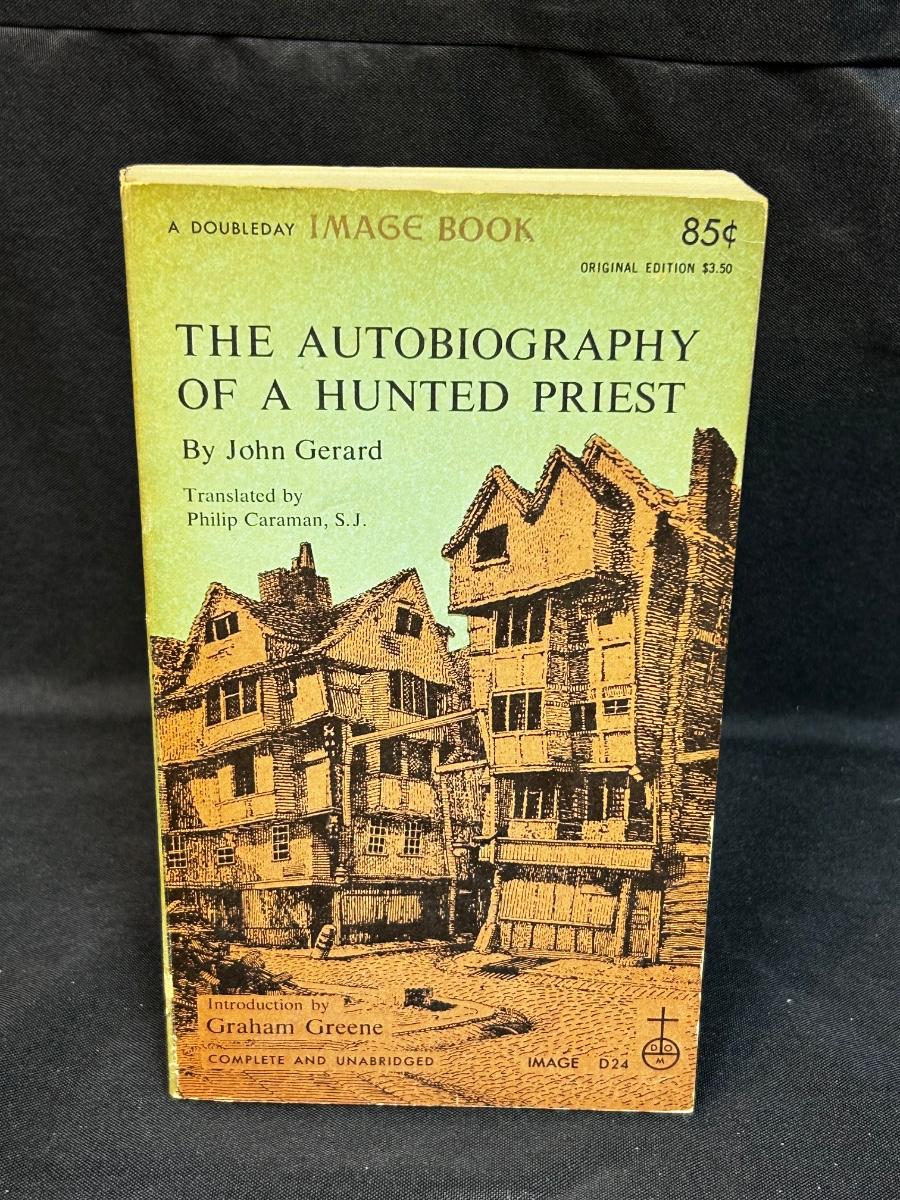 A DOUBLEDAY IMAGE BOOK
85¢
ORIGINAL EDITION $3.50
THE AUTOBIOGRAPHY
OF A HUNTED PRIEST
By John Gerard
Translated by
Philip Caraman, S.J.
Introduction by
Graham Greene
COMPLETE AND UNABRIDGED
IMAGE D24
D O
M